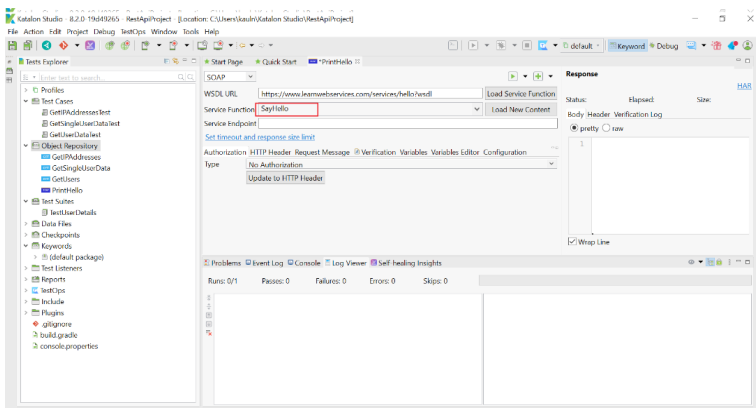 Katalon Studio - 8.2.0 -19d49265 - RestApiProject - [Location: C:\Users\kauln\Katalon Studio\RestApiProject]
File Action Edit Project Debug TestOps Window Tools Help
default Keyword Debug
Tests Explorer
Enter text to search...
Profiles
Test Cases
GetIPAddressesTest
GetSingleUserDataTest
GetUserDataTest
Object Repository
GetIPAddresses
GetSingleUserData
GetUsers
PrintHello
Test Suites
TestUserDetails
Data Files
Checkpoints
Keywords
(default package)
Test Listeners
Reports
TestOps
Include
Plugins
.gitignore
build.gradle
console.properties
Start Page Quick Start *PrintHello
SOAP
WSDL URL https://www.learnwebservices.com/services/hello?wsdl Load Service Function
Service Function SayHello Load New Content
Service Endpoint
Set timeout and response size limit
Authorization HTTP Header Request Message Verification Variables Variables Editor Configuration
Type No Authorization
Update to HTTP Header
Response
HAR
Status: Elapsed: Size:
Body Header Verification Log
pretty raw
1
Wrap Line
Problems Event Log Console Log Viewer Self-healing Insights
Runs: 0/1 Passes: 0 Failures: 0 Errors: 0 Skips: 0